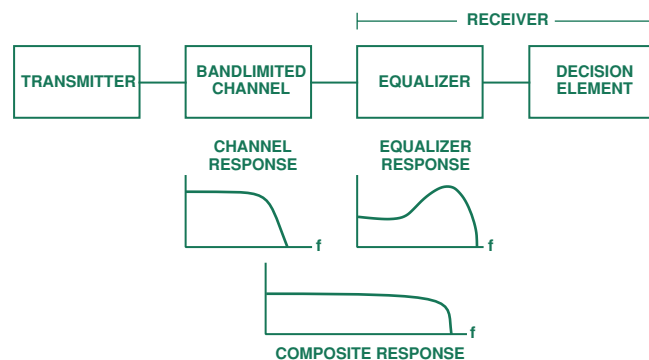 RECEIVER
TRANSMITTER
BANDLIMITED
CHANNEL
EQUALIZER
DECISION
ELEMENT
CHANNEL
RESPONSE
EQUALIZER
RESPONSE
f
f
f
COMPOSITE RESPONSE